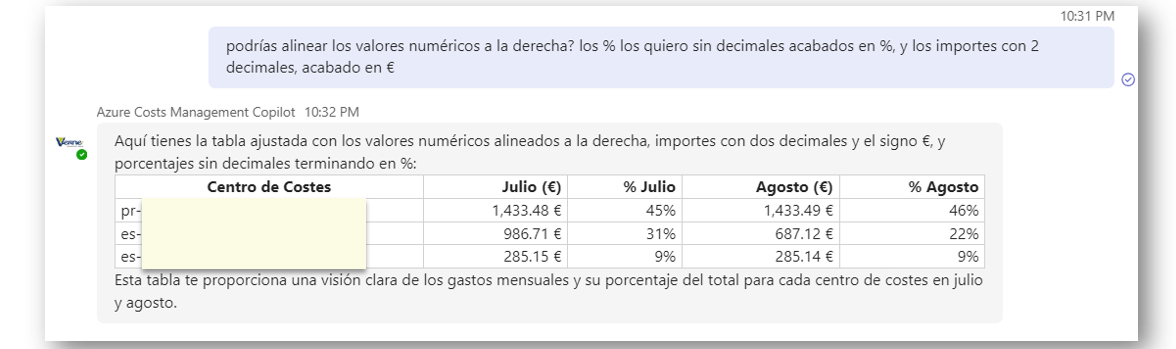 10:31 PM
podrías alinear los valores numéricos a la derecha? los % los quiero sin decimales acabados en %, y los importes con 2
decimales, acabado en €
Azure Costs Management Copilot 10:32 PM
Verne
Aquí tienes la tabla ajustada con los valores numéricos alineados a la derecha, importes con dos decimales y el signo €, y
porcentajes sin decimales terminando en %:
Centro de Costes Julio (€) % Julio Agosto (€) % Agosto
pr- 1,433.48 € 45% 1,433.49 € 46%
es- 986.71 € 31% 687.12 € 22%
es- 285.15 € 9% 285.14 € 9%
Esta tabla te proporciona una visión clara de los gastos mensuales y su porcentaje del total para cada centro de costes en julio
y agosto.